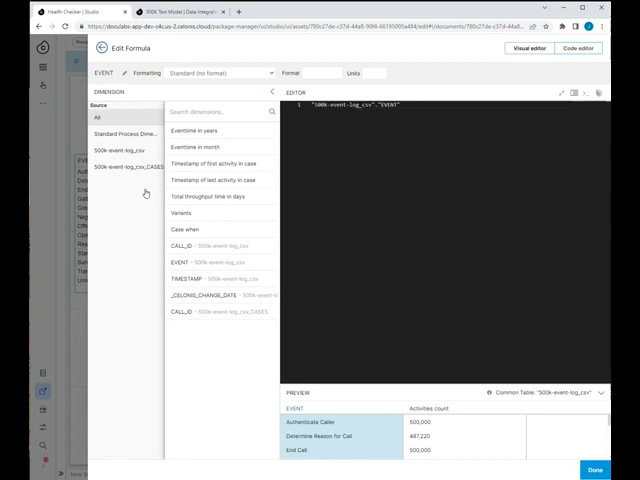 Health Checker | Studio
500K Test Model | Data Integrati
doculabs-app-dev-c4c.us-2.celonis.cloud/package-manager/ui/studio/ui/assets/780c27de-c37d-44a8-90f4-66195005a484/edit#/documents/780c27de-c37d-44a8-90f4-66195005a48
J
Edit Formula
Visual editor
Code editor
EVENT
Formatting
Standard (no format)
Format
Units
DIMENSION
EDITOR
Source
All
Standard Process Dime...
500k-event-log_csv
500k-event-log_csv_CASES
Search dimensions..
Eventtime in years
Eventtime in month
Timestamp of first activity in case
Timestamp of last activity in case
Total throughput time in days
Variants
Case when
CALL_ID - 500k-event-log_csv
EVENT - 500k-event-log_csv
TIMESTAMP - 500k-event-log_csv
_CELONIS_CHANGE_DATE - 500k-event-l
CALL_ID - 500k-event-log_csv_CASES
1 "500k-event-log_csv"."EVENT"
PREVIEW
Common Table: "500k-event-log_csv"
EVENT
Activities count
Authenticate Caller 500,000
Determine Reason for Call 487,220
End Call 500,000
Done